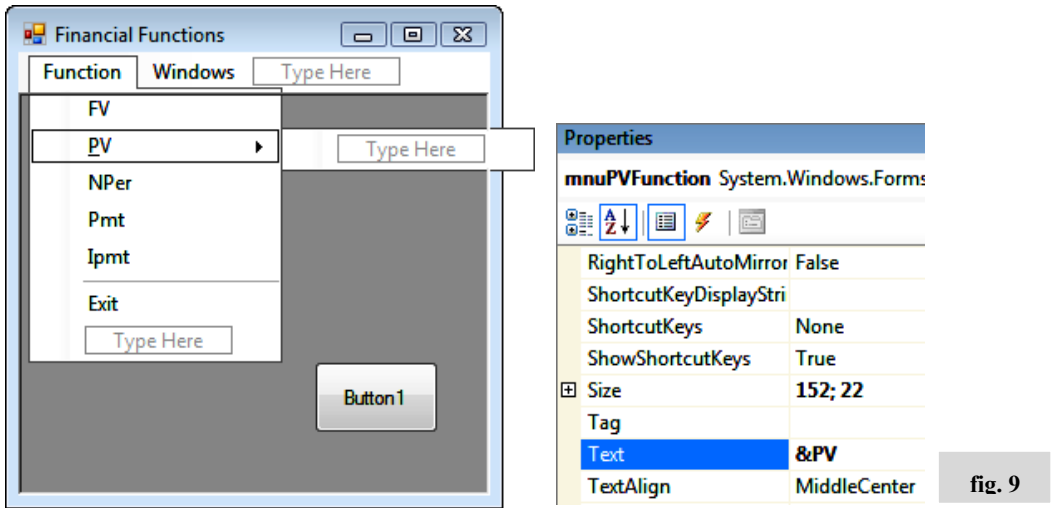 Financial Functions
Function Windows Type Here
FV
PV Type Here
NPer
Pmt
Ipmt
Exit
Type Here
Button1
Properties
mnuPVFunction System.Windows.Forms
RightToLeftAutoMirror False
ShortcutKeyDisplayStri
ShortcutKeys None
ShowShortcutKeys True
Size 152; 22
Tag
Text &PV
TextAlign MiddleCenter
fig. 9